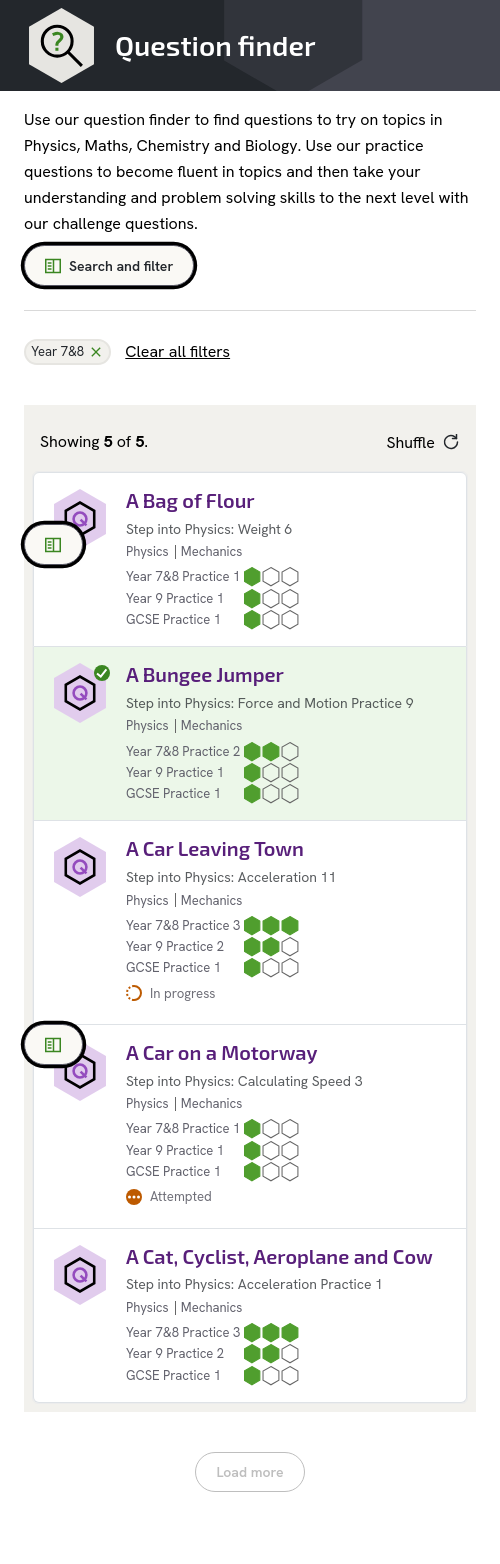 Question finder
Use our question finder to find questions to try on topics in
Physics, Maths, Chemistry and Biology. Use our practice
questions to become fluent in topics and then take your
understanding and problem solving skills to the next level with
our challenge questions.
Search and filter
Year 7&8 ×
Clear all filters
Showing 5 of 5.
Shuffle
A Bag of Flour
Step into Physics: Weight 6
Physics | Mechanics
Year 7&8 Practice 1
Year 9 Practice 1
GCSE Practice 1
A Bungee Jumper
Step into Physics: Force and Motion Practice 9
Physics | Mechanics
Year 7&8 Practice 2
Year 9 Practice 1
GCSE Practice 1
A Car Leaving Town
Step into Physics: Acceleration 11
Physics | Mechanics
Year 7&8 Practice 3
Year 9 Practice 2
GCSE Practice 1
In progress
A Car on a Motorway
Step into Physics: Calculating Speed 3
Physics | Mechanics
Year 7&8 Practice 1
Year 9 Practice 1
GCSE Practice 1
Attempted
A Cat, Cyclist, Aeroplane and Cow
Step into Physics: Acceleration Practice 1
Physics | Mechanics
Year 7&8 Practice 3
Year 9 Practice 2
GCSE Practice 1
Load more